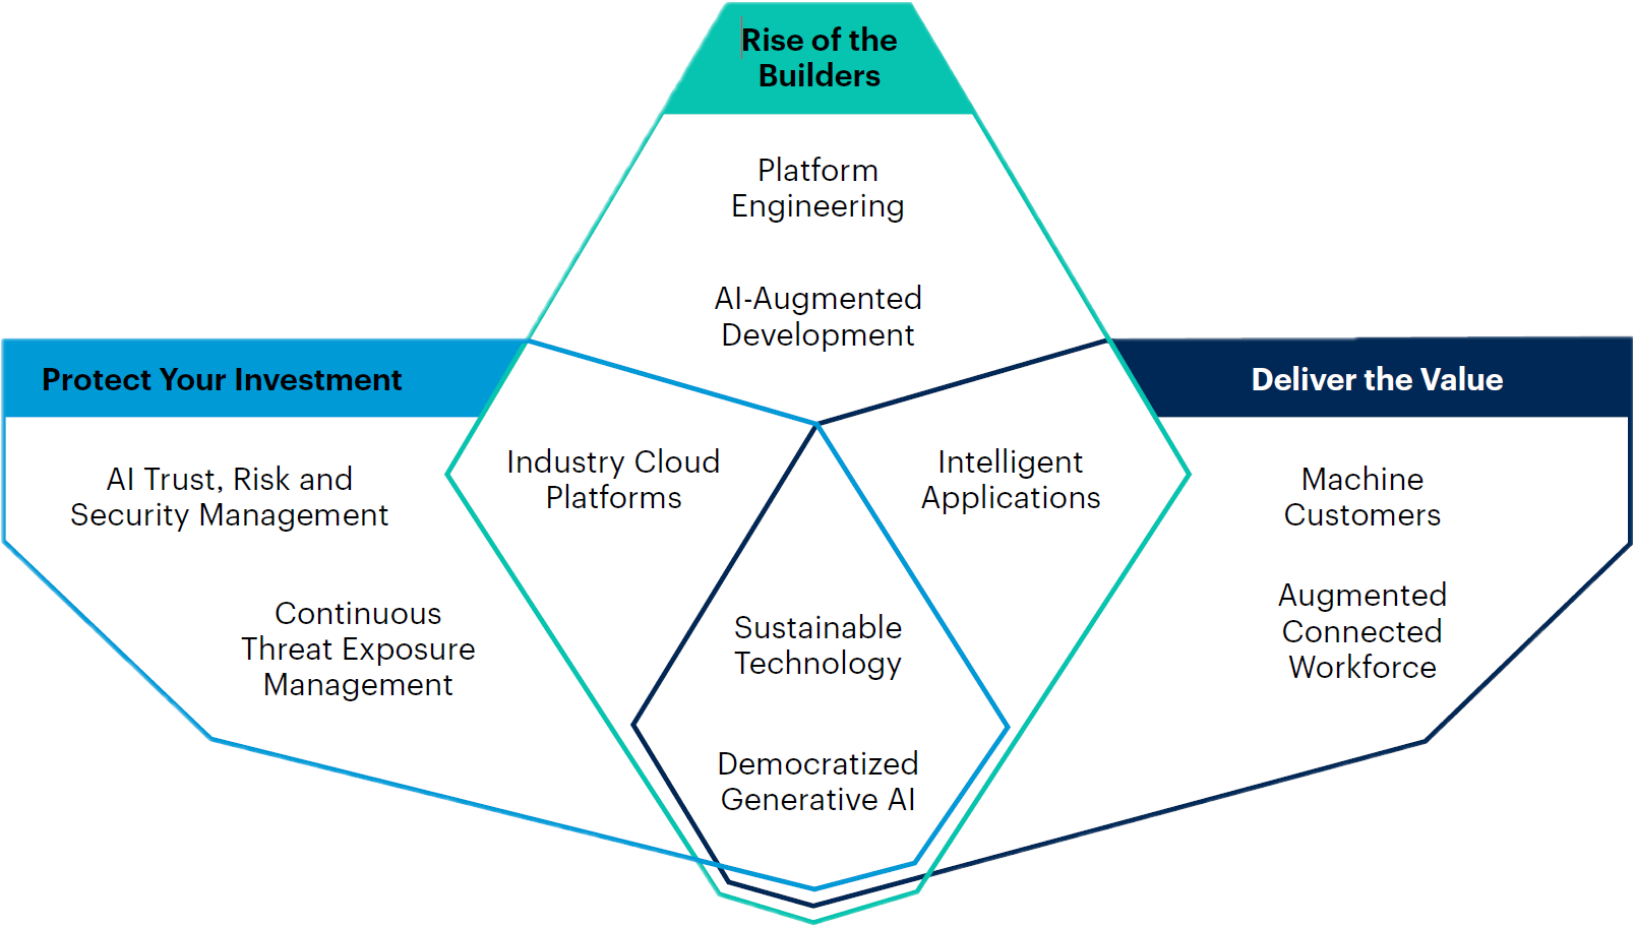 Rise of the
Builders
Platform
Engineering
AI-Augmented
Development
Protect Your Investment
AI Trust, Risk and
Security Management
Continuous
Threat Exposure
Management
Industry Cloud
Platforms
Intelligent
Applications
Sustainable
Technology
Democratized
Generative AI
Deliver the Value
Machine
Customers
Augmented
Connected
Workforce